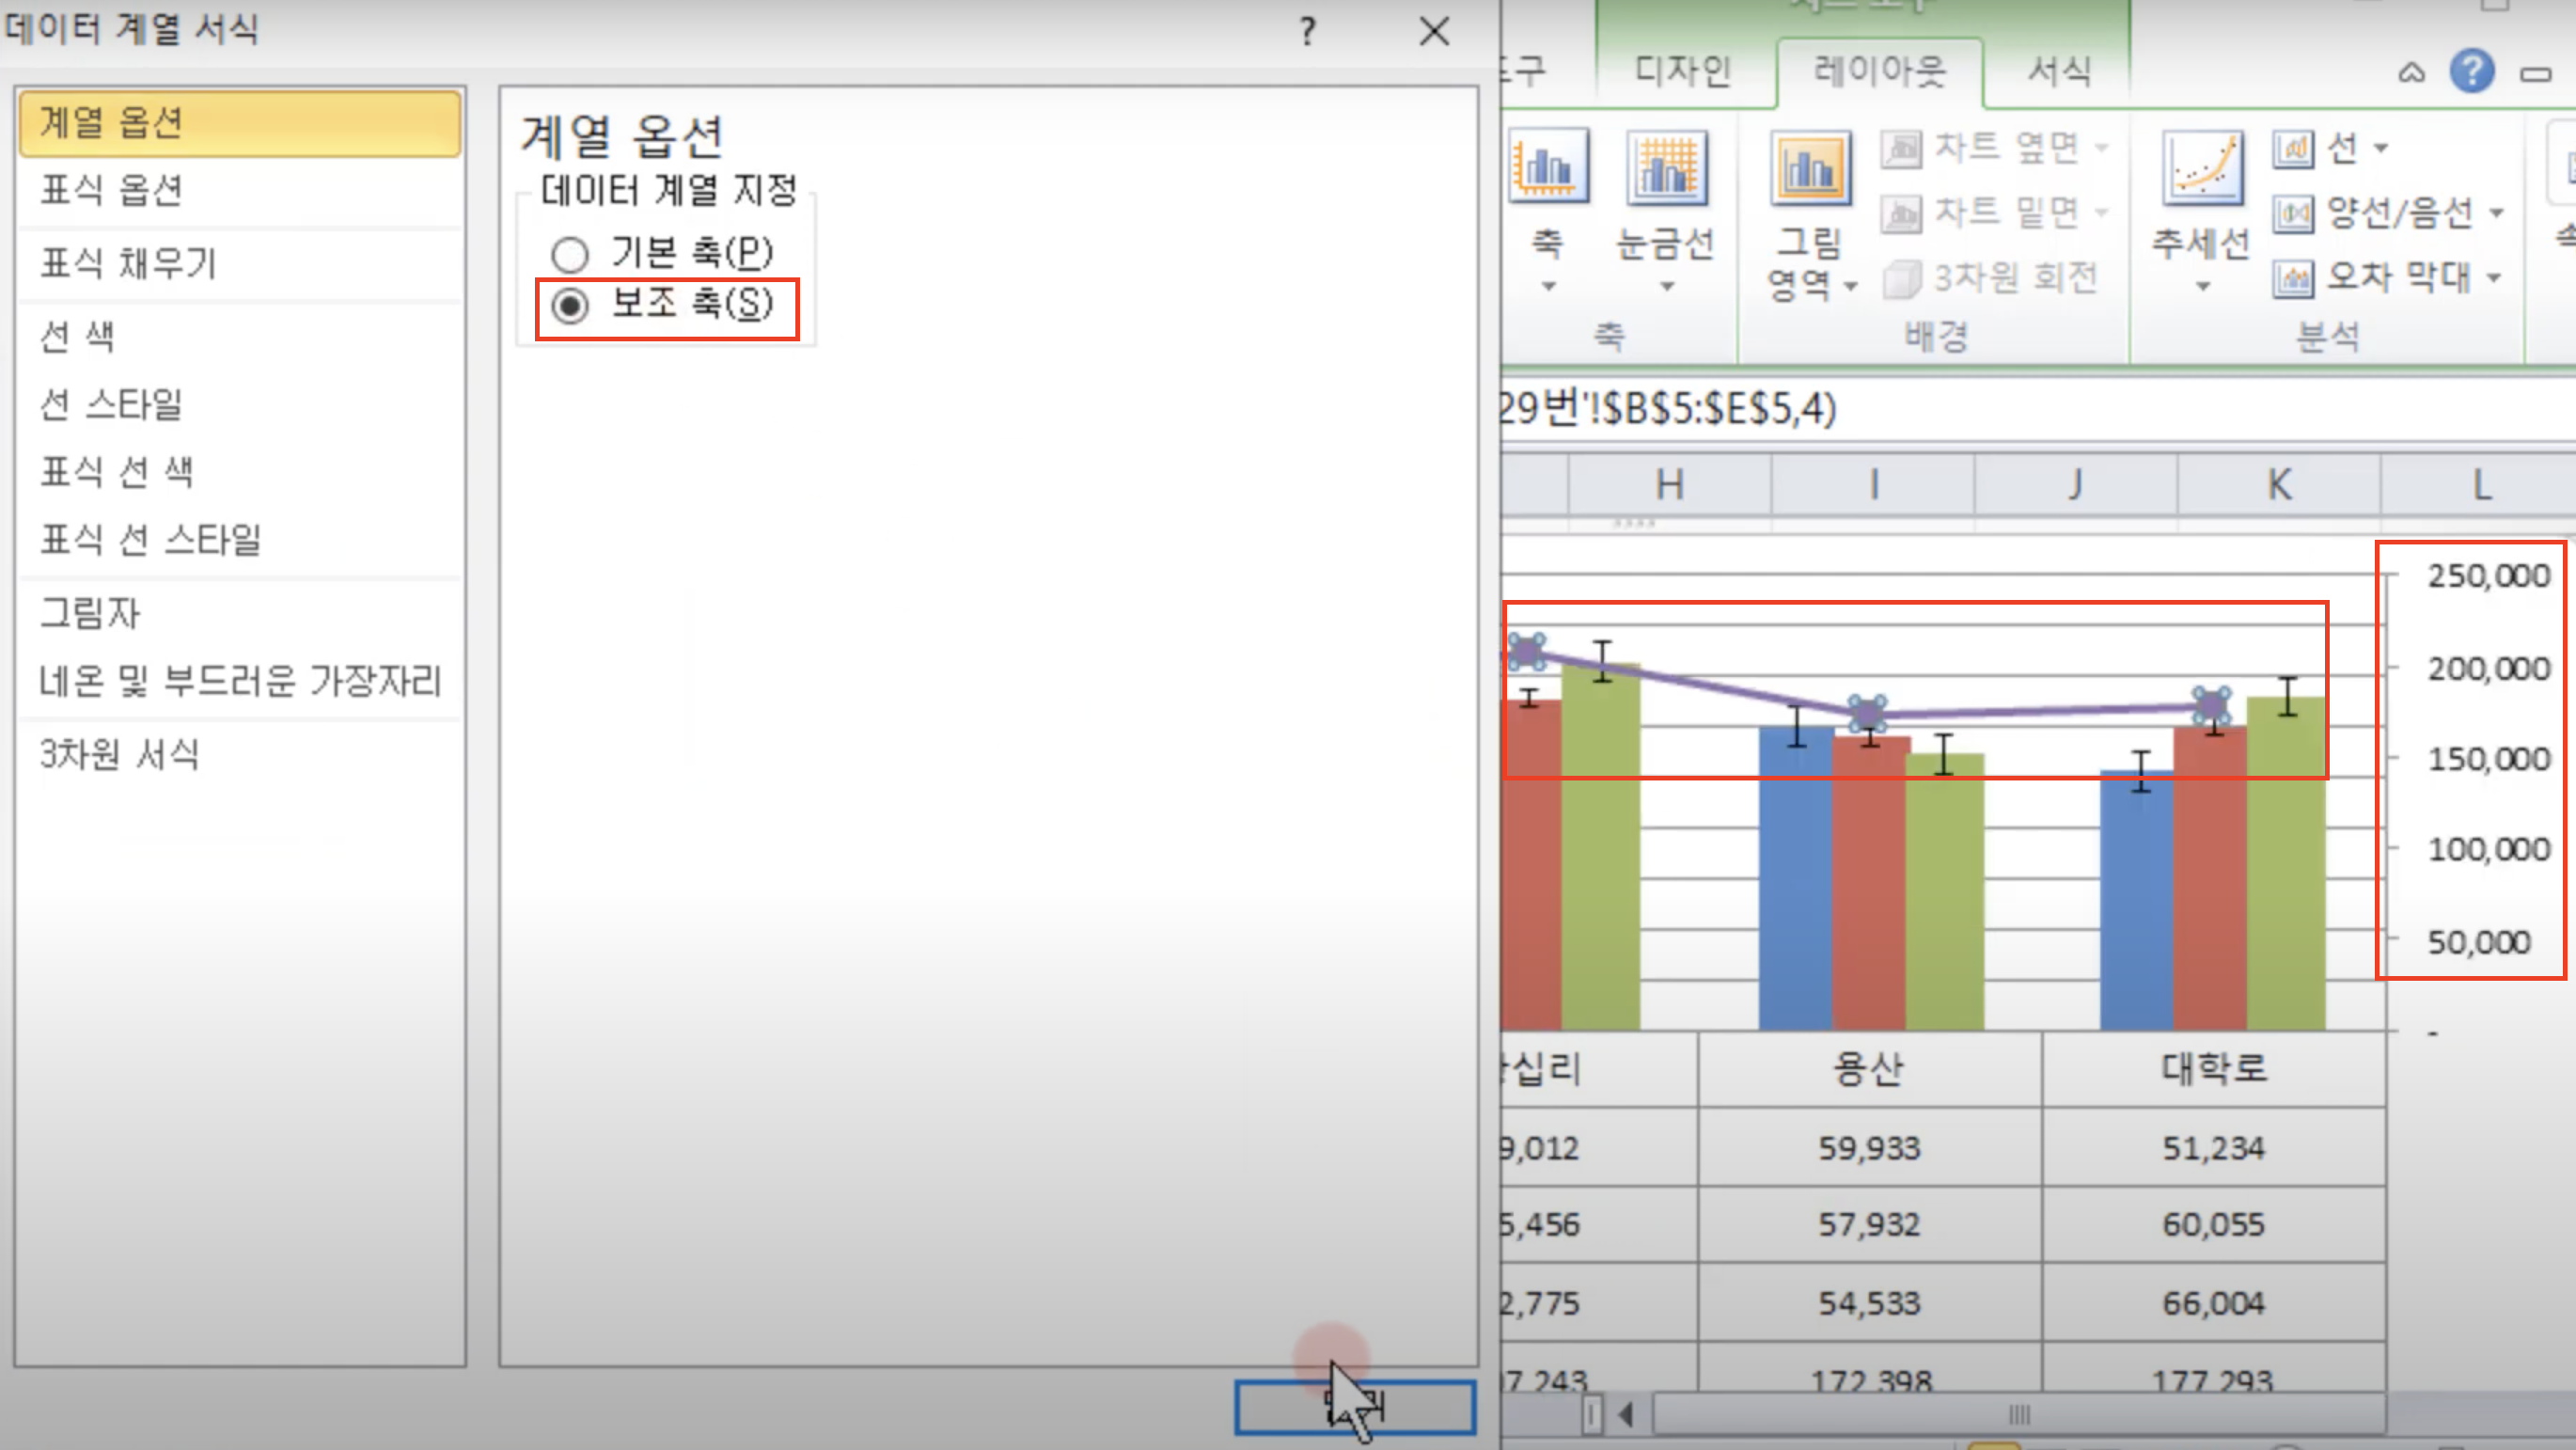 데이터 계열 서식
?
계열 옵션
표식 옵션
표식 채우기
선 색
선 스타일
표식 선 색
표식 선 스타일
그림자
네온 및 부드러운 가장자리
3차원 서식
계열 옵션
데이터 계열 지정
기본 축(P)
보조 축(S)
디자인
레이아웃
서식
?
축
눈금선
축
그림
영역
차트 옆면
차트 밑면
3차원 회전
배경
추세선
선
양선/음선
오차 막대
분석
29번'!$B$5:$E$5,4)
H I J K L
250,000
200,000
150,000
100,000
50,000
-
십리 용산 대학로
9,012 59,933 51,234
5,456 57,932 60,055
2,775 54,533 66,004
7,243 172,398 177,293